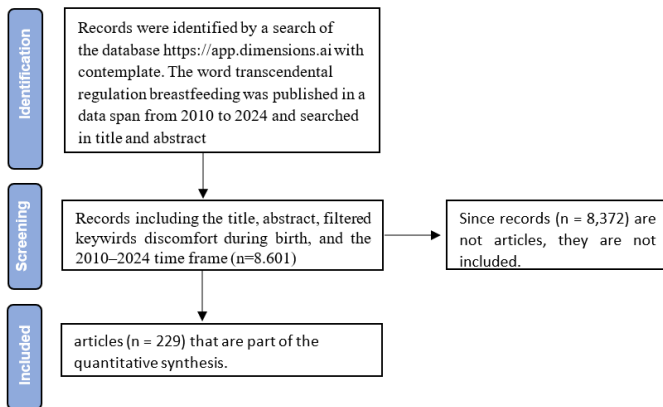 Identification
Records were identified by a search of
the database https://app.dimensions.ai with
contemplate. The word transcendental
regulation breastfeeding was published in a
data span from 2010 to 2024 and searched
in title and abstract
Screening
Records including the title, abstract, filtered
keywirds discomfort during birth, and the
2010–2024 time frame (n=8.601)
Since records (n = 8,372) are
not articles, they are not
included.
Included
articles (n = 229) that are part of the
quantitative synthesis.